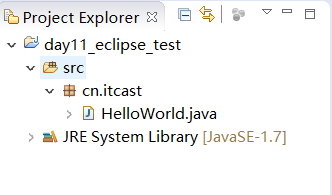 Project Explorer
day11_eclipse_test
src
cn.itcast
HelloWorld.java
JRE System Library [JavaSE-1.7]